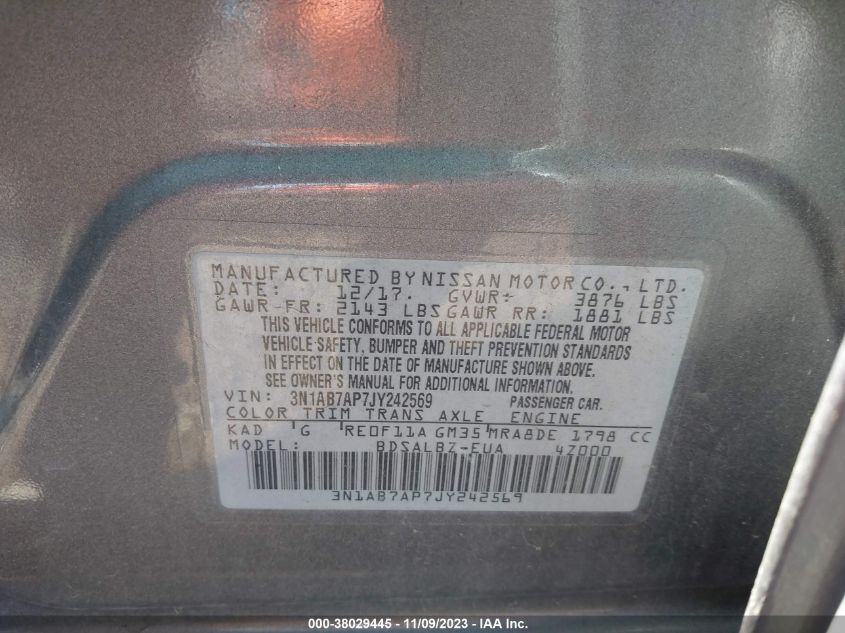 MANUFACTURED BY NISSAN MOTOR CO., LTD.
DATE: 12/17. GVWR: 3876 LBS
GAWR-FR: 2143 LBS GAWR RR: 1881 LBS
THIS VEHICLE CONFORMS TO ALL APPLICABLE FEDERAL MOTOR
VEHICLE SAFETY, BUMPER AND THEFT PREVENTION STANDARDS
IN EFFECT ON THE DATE OF MANUFACTURE SHOWN ABOVE.
SEE OWNER'S MANUAL FOR ADDITIONAL INFORMATION.
VIN: 3N1AB7AP7JY242569 PASSENGER CAR.
COLOR TRIM TRANS AXLE ENGINE
KAD G RE0F11A GM35 MRA8DE 1798 CC
MODEL: BDSALBZ-EUA 4Z000
3N1AB7AP7JY242569
000-38029445 - 11/09/2023 - IAA Inc.